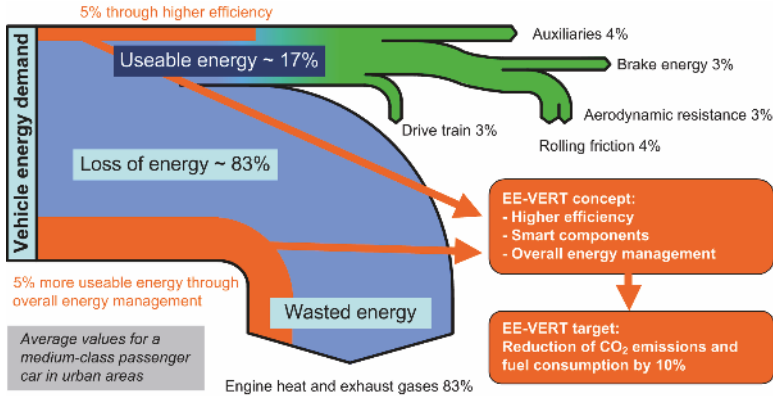 5% through higher efficiency
Vehicle energy demand
Useable energy ~ 17%
Auxiliaries 4%
Brake energy 3%
Aerodynamic resistance 3%
Drive train 3%
Rolling friction 4%
Loss of energy ~ 83%
EE-VERT concept:
- Higher efficiency
- Smart components
- Overall energy management
5% more useable energy through
overall energy management
Wasted energy
EE-VERT target:
Reduction of CO₂ emissions and
fuel consumption by 10%
Average values for a
medium-class passenger
car in urban areas
Engine heat and exhaust gases 83%